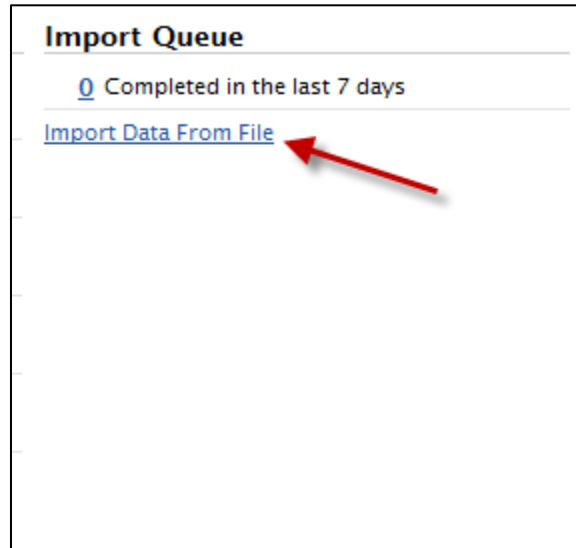 Import Queue
0 Completed in the last 7 days
Import Data From File